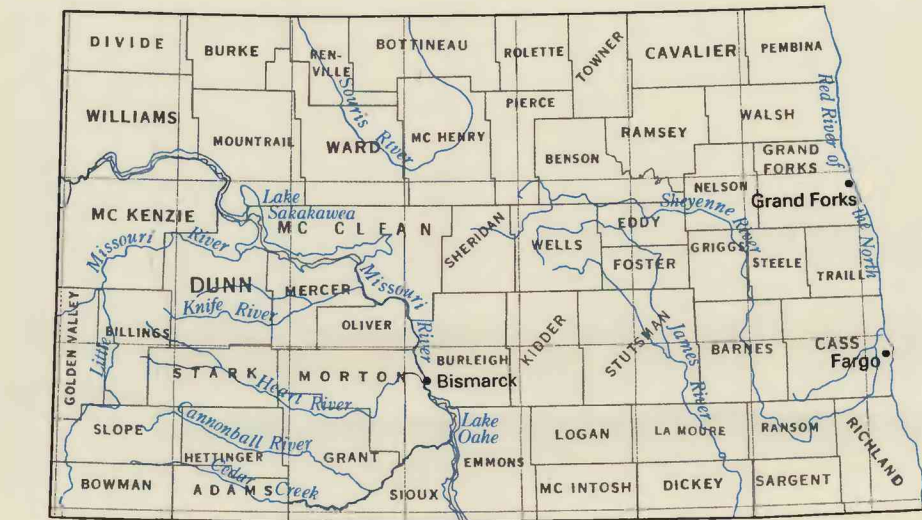 DIVIDE
BURKE
REN-
VILLE
BOTTINEAU
ROLETTE
TOWNER
CAVALIER
PEMBINA
WILLIAMS
MOUNTRAIL
WARD
Souris River
MC HENRY
PIERCE
BENSON
RAMSEY
WALSH
GRAND
FORKS
Red River of
the North
NELSON
Grand Forks
MC KENZIE
Lake
Sakakawea
MC CLEAN
SHERIDAN
WELLS
EDDY
Sheyenne River
FOSTER
GRIGGS
STEELE
TRAILL
Little
Missouri River
DUNN
MERCER
Knife River
Missouri River
OLIVER
GOLDEN VALLEY
BILLINGS
STARK
MORTON
Heart River
BURLEIGH
Bismarck
KIDDER
STUTSMAN
James River
BARNES
CASS
Fargo
SLOPE
Cannonball River
HETTINGER
GRANT
Lake
Oahe
EMMONS
LOGAN
LA MOURE
RANSOM
RICHLAND
BOWMAN
ADAMS
Cedar Creek
SIOUX
MC INTOSH
DICKEY
SARGENT